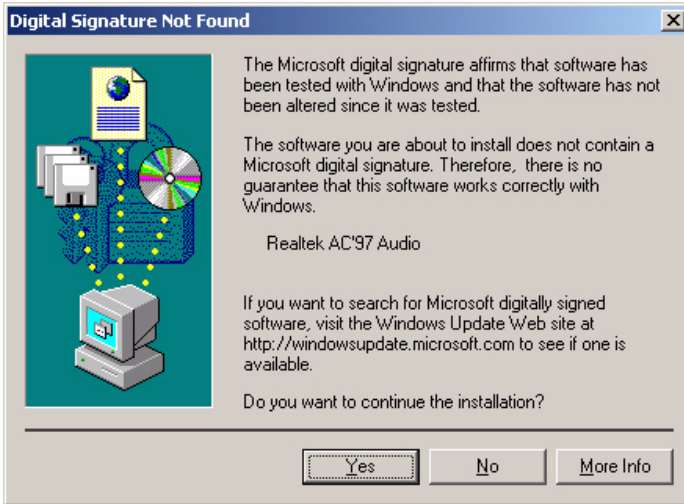 Digital Signature Not Found
The Microsoft digital signature affirms that software has
been tested with Windows and that the software has not
been altered since it was tested.
The software you are about to install does not contain a
Microsoft digital signature. Therefore, there is no
guarantee that this software works correctly with
Windows.
Realtek AC'97 Audio
If you want to search for Microsoft digitally signed
software, visit the Windows Update Web site at
http://windowsupdate.microsoft.com to see if one is
available.
Do you want to continue the installation?
Yes No More Info